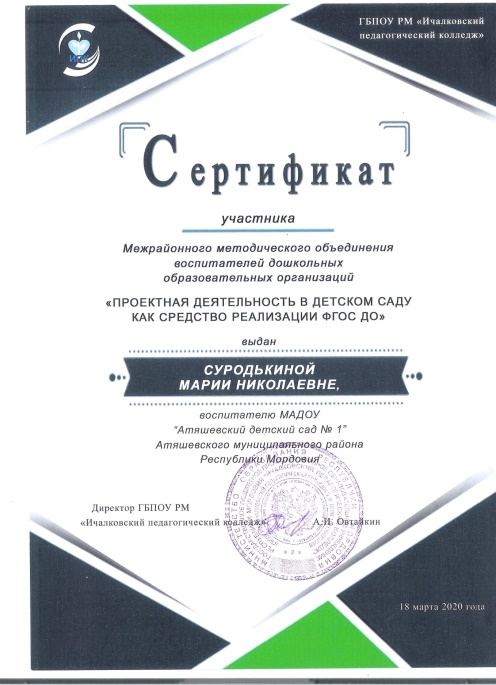 ГБПОУ РМ «Ичалковский
педагогический колледж»
Сертификат
участника
Межрайонного методического объединения
воспитателей дошкольных
образовательных организаций
«ПРОЕКТНАЯ ДЕЯТЕЛЬНОСТЬ В ДЕТСКОМ САДУ
КАК СРЕДСТВО РЕАЛИЗАЦИИ ФГОС ДО»
выдан
СУРОДЬКИНОЙ
МАРИИ НИКОЛАЕВНЕ,
воспитателю МАДОУ
"Атяшевский детский сад № 1"
Атяшевского муниципального района
Республики Мордовия
Директор ГБПОУ РМ
«Ичалковский педагогический колледж»
А.И. Овтайкин
18 марта 2020 года